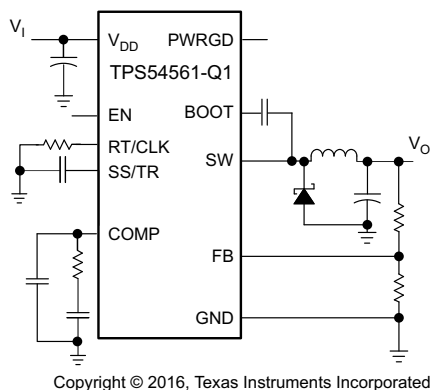 V_I
V_DD
PWRGD
TPS54561-Q1
EN
BOOT
RT/CLK
SW
V_O
SS/TR
COMP
FB
GND
Copyright © 2016, Texas Instruments Incorporated